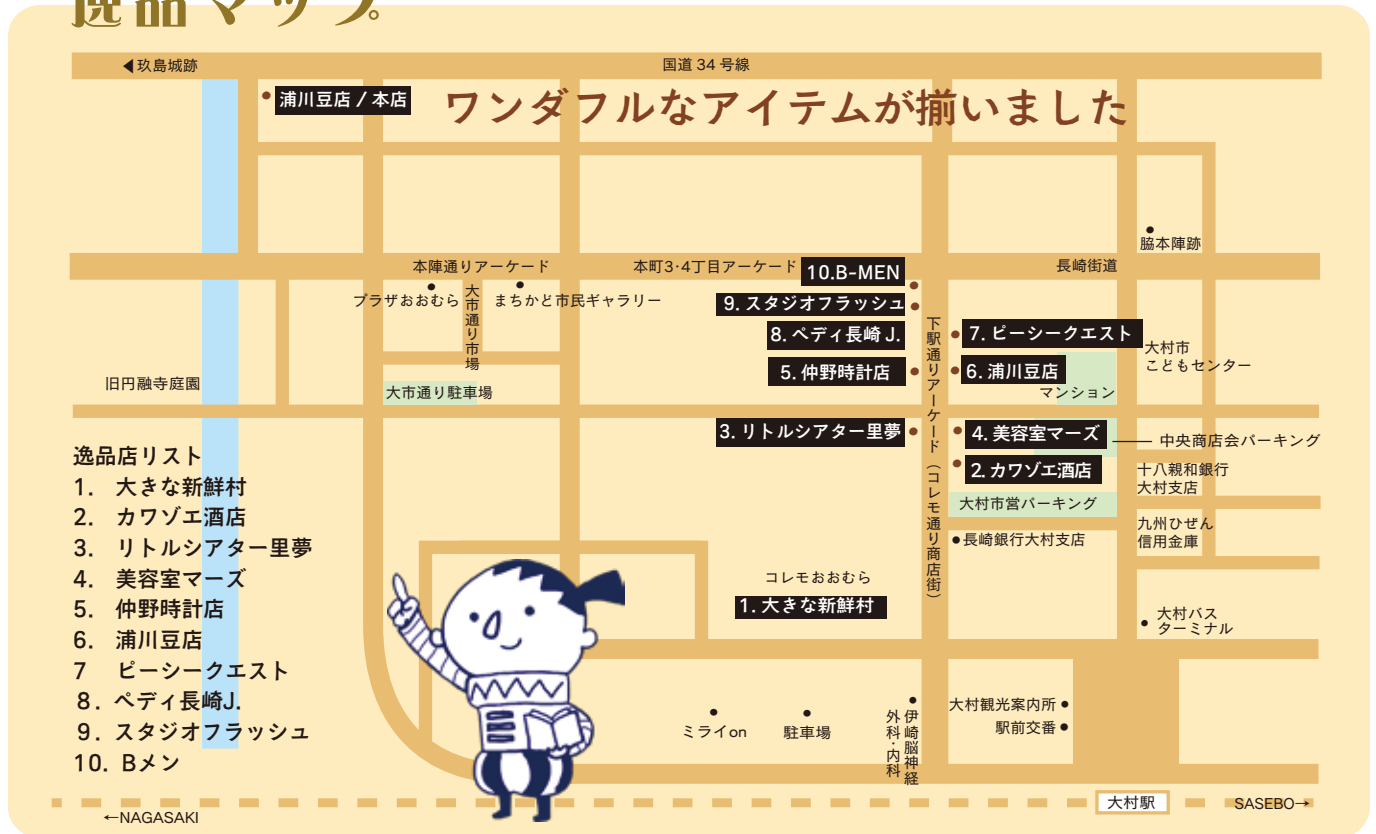 逸品マップ
◀玖島城跡
国道34号線
浦川豆店 / 本店
ワンダフルなアイテムが揃いました
脇本陣跡
本陣通りアーケード
本町3·4丁目アーケード
10.B-MEN
長崎街道
プラザおおむら
大市通り市場
まちかど市民ギャラリー
9. スタジオフラッシュ
8. ペディ長崎 J.
7. ピーシークエスト
下駅通りアーケード（コレモ通り商店街）
大村市
こどもセンター
5. 仲野時計店
6. 浦川豆店
旧円融寺庭園
大市通り駐車場
マンション
3. リトルシアター里夢
4. 美容室マーズ
中央商店会パーキング
2. カワゾエ酒店
十八親和銀行
大村支店
大村市営パーキング
九州ひぜん
信用金庫
長崎銀行大村支店
コレモおおむら
1. 大きな新鮮村
大村バス
ターミナル
逸品店リスト
1. 大きな新鮮村
2. カワゾエ酒店
3. リトルシアター里夢
4. 美容室マーズ
5. 仲野時計店
6. 浦川豆店
7 ピーシークエスト
8. ペディ長崎J.
9. スタジオフラッシュ
10. Bメン
ミライon
駐車場
伊崎脳神経
外科·内科
大村観光案内所
駅前交番
大村駅
←NAGASAKI
SASEBO→